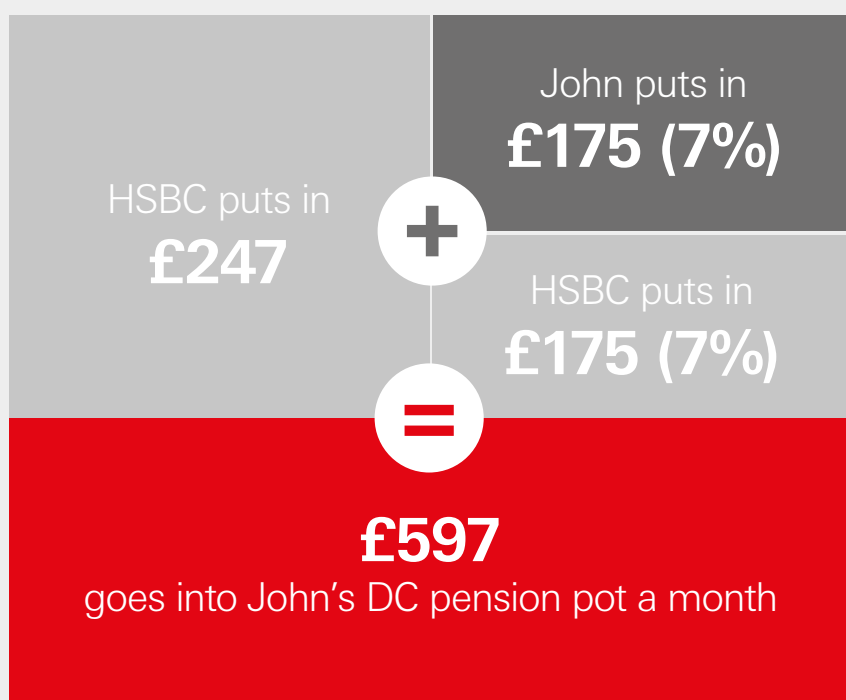 HSBC puts in
£247
+
John puts in
£175 (7%)
HSBC puts in
£175 (7%)
=
£597
goes into John’s DC pension pot a month